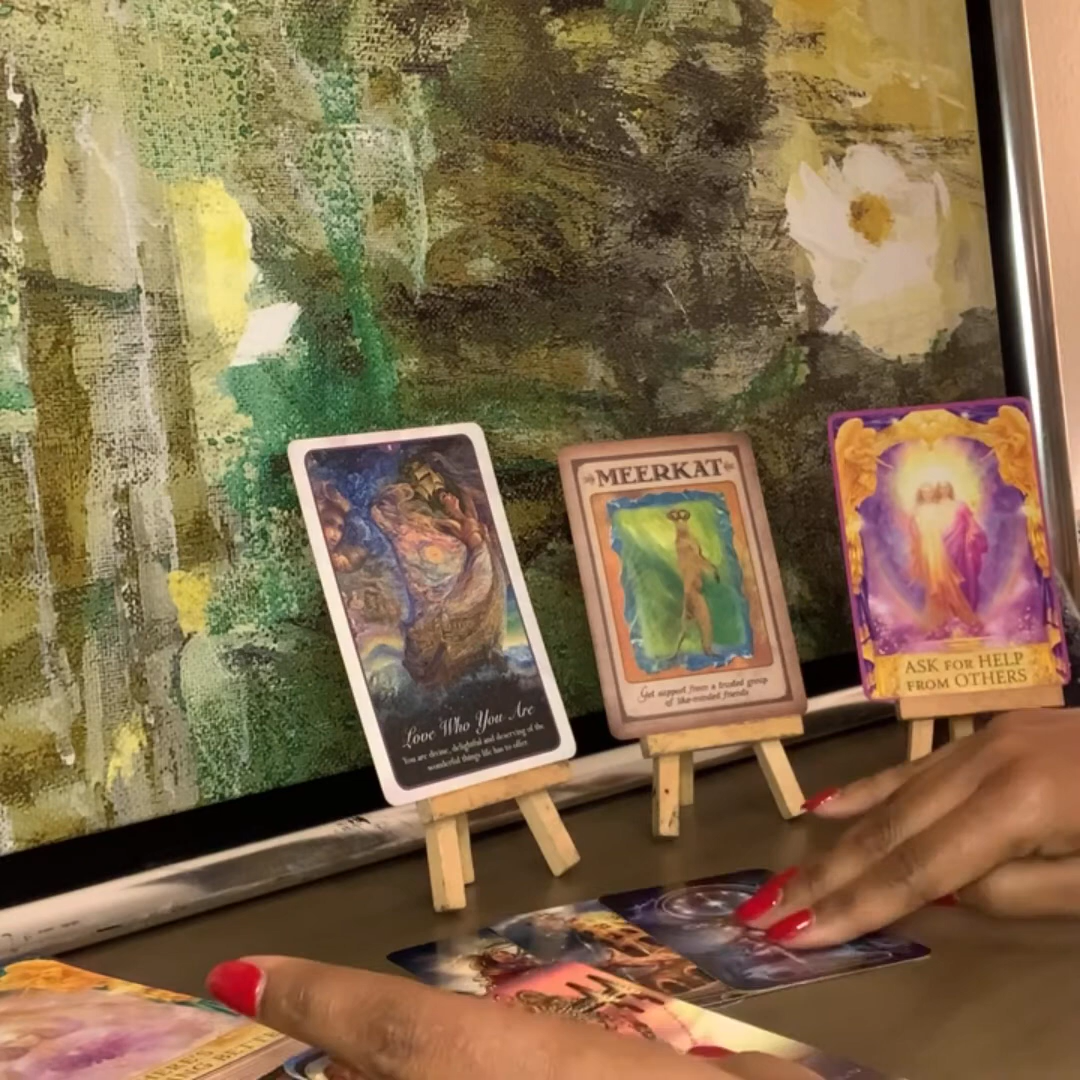 Love Who You Are
You are divine, delightful and deserving of the
wonderful things life has to offer.
MEERKAT
Get support from a trusted group
of like-minded friends
ASK FOR HELP
FROM OTHERS